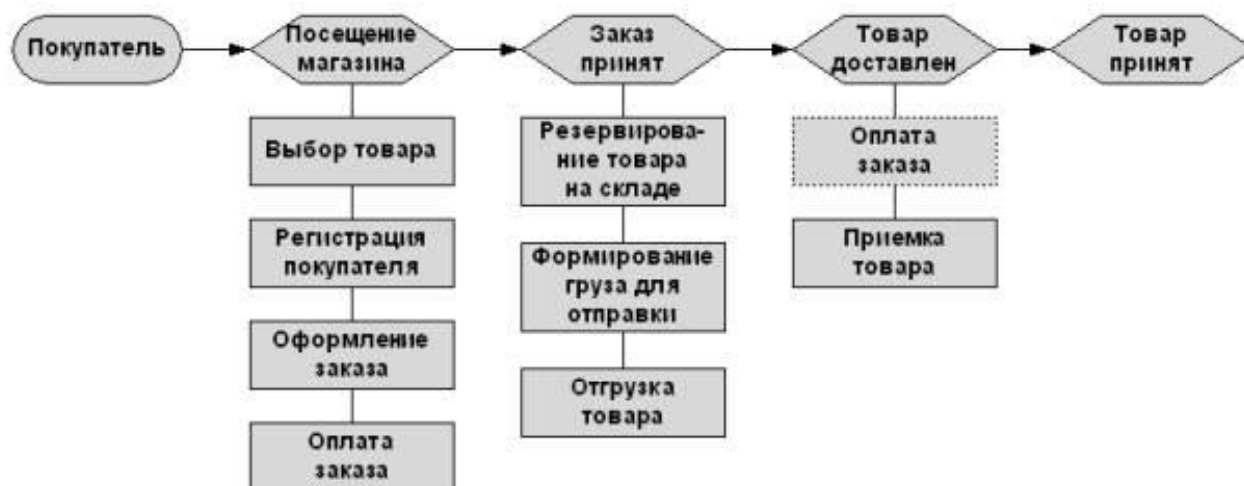 Покупатель
Посещение
магазина
Заказ
принят
Товар
доставлен
Товар
принят
Выбор товара
Регистрация
покупателя
Оформление
заказа
Оплата
заказа
Резервирова-
ние товара
на складе
Формирование
груза для
отправки
Отгрузка
товара
Оплата
заказа
Приемка
товара